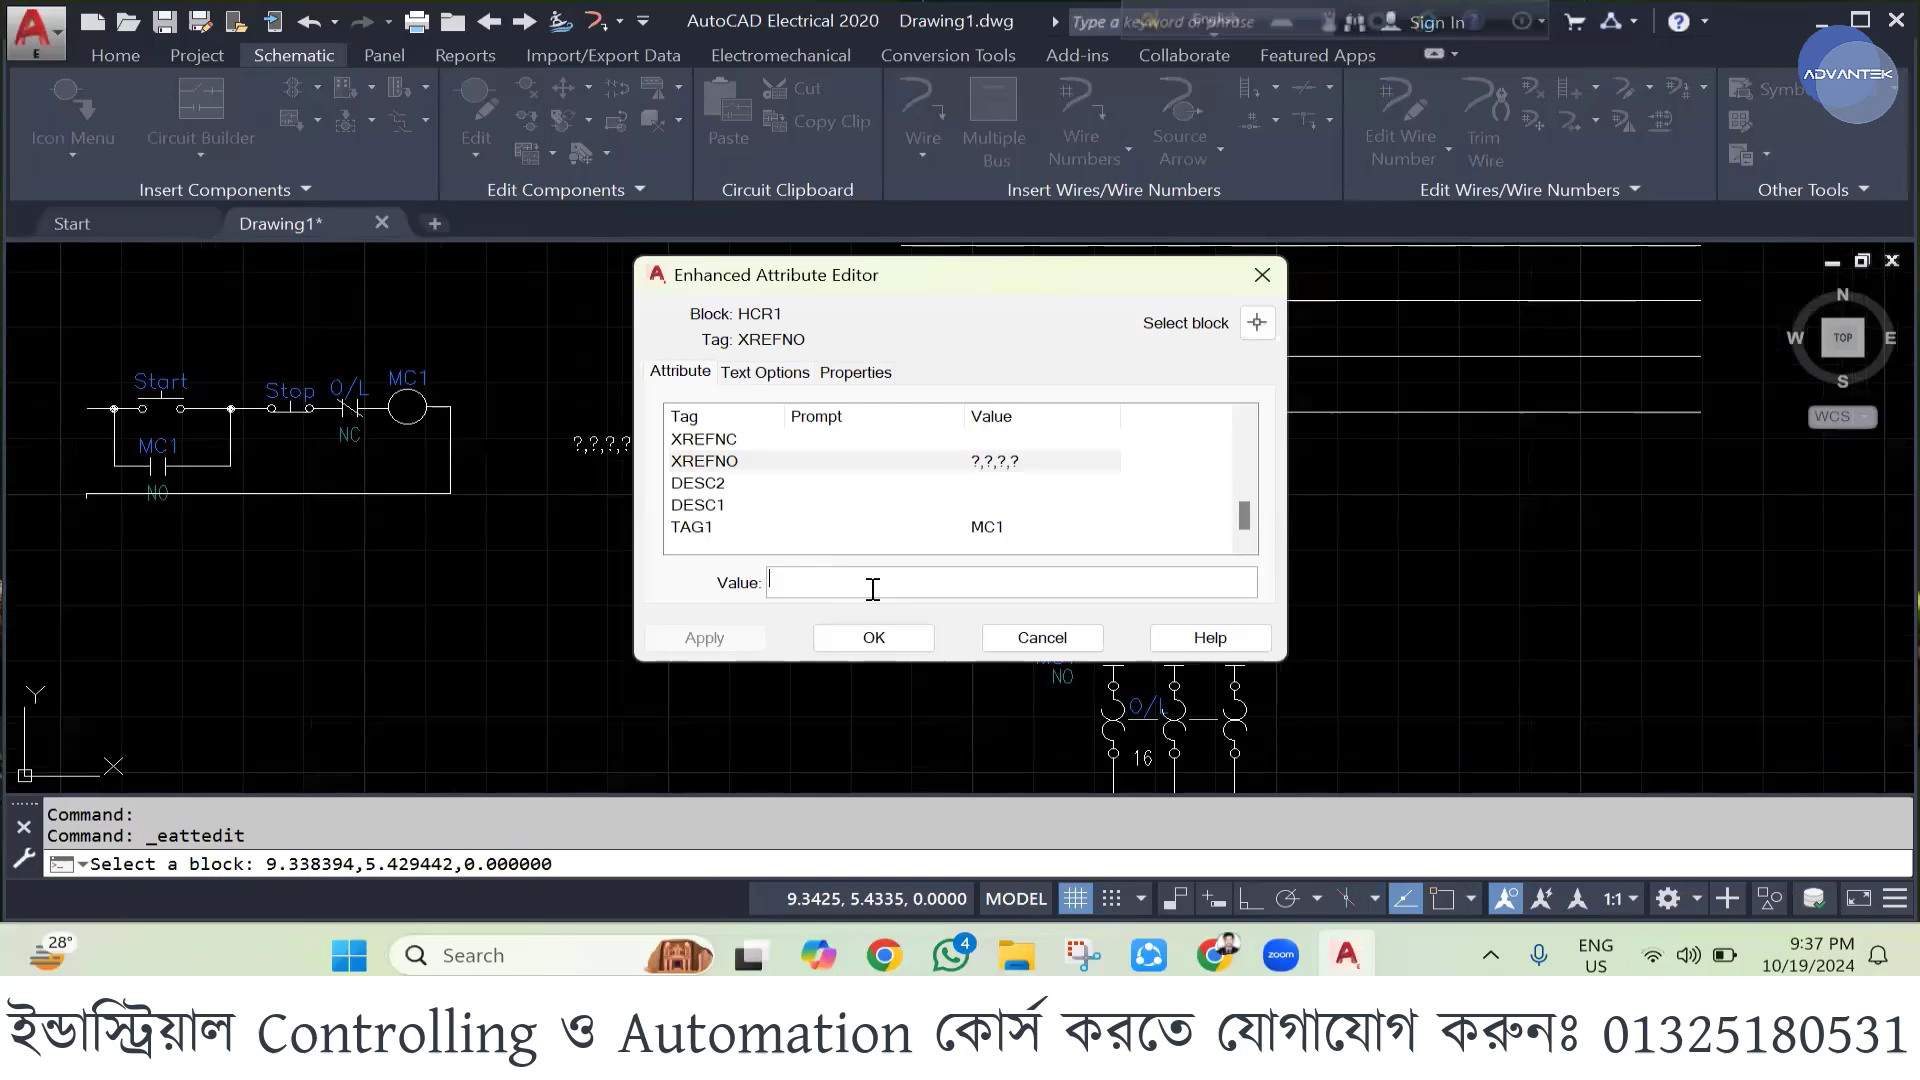 AutoCAD Electrical 2020 Drawing1.dwg Type a keyword or phrase Sign In
Home Project Schematic Panel Reports Import/Export Data Electromechanical Conversion Tools Add-ins Collaborate Featured Apps
ADVANTEK
Icon Menu Circuit Builder Edit Paste Cut Copy Clip Wire Multiple Bus Wire Numbers Source Arrow Edit Wire Number Trim Wire
Insert Components Edit Components Circuit Clipboard Insert Wires/Wire Numbers Edit Wires/Wire Numbers Other Tools
Start Drawing1*
Enhanced Attribute Editor
Block: HCR1
Tag: XREFNO
Select block
Attribute Text Options Properties
Tag Prompt Value
XREFNC
XREFNO ?,?,?,?
DESC2
DESC1
TAG1 MC1
Value:
Apply OK Cancel Help
Start Stop O/L MC1
MC1 NC
NO
?,?,?,?
NO
O/L
16
N
W TOP E
S
WCS
Y
X
Command:
Command: _eattedit
Select a block: 9.338394,5.429442,0.000000
9.3425, 5.4335, 0.0000 MODEL 1:1
28° Search 4 zoom ENG US 9:37 PM 10/19/2024
ইন্ডাস্ট্রিয়াল Controlling ও Automation কোর্স করতে যোগাযোগ করুনঃ 01325180531